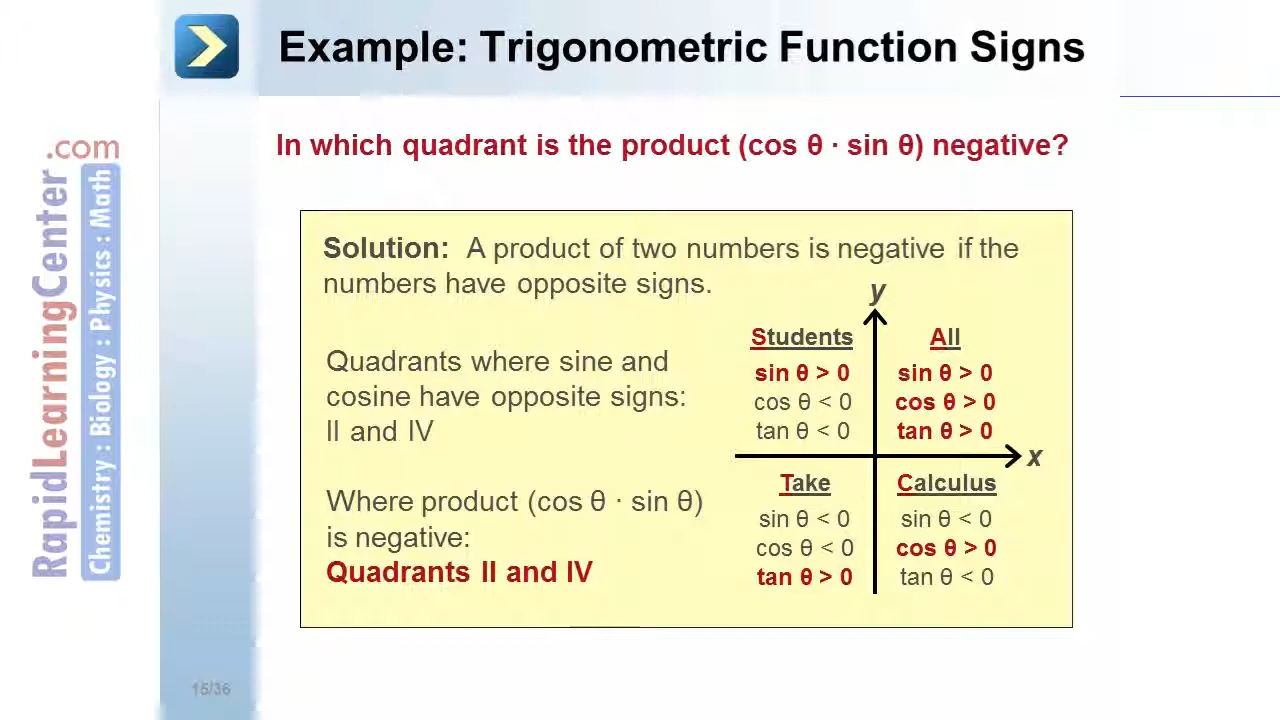 Example: Trigonometric Function Signs
In which quadrant is the product (cos θ · sin θ) negative?
.com
RapidLearningCenter
Chemistry : Biology : Physics : Math
Solution: A product of two numbers is negative if the
numbers have opposite signs.
Quadrants where sine and
cosine have opposite signs:
II and IV
Where product (cos θ · sin θ)
is negative:
Quadrants II and IV
y
Students
sin θ > 0
cos θ < 0
tan θ < 0
All
sin θ > 0
cos θ > 0
tan θ > 0
x
Take
sin θ < 0
cos θ < 0
tan θ > 0
Calculus
sin θ < 0
cos θ > 0
tan θ < 0
15/36